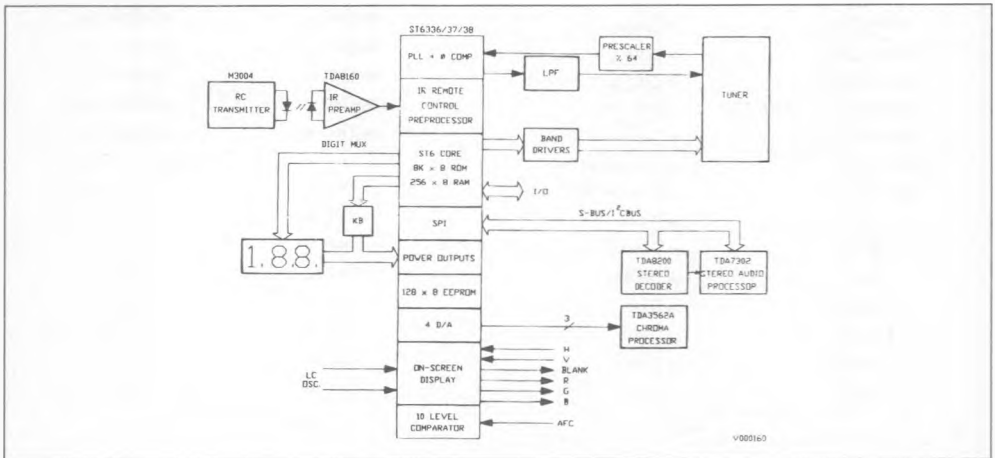 ST6336/37/38
PLL + Ø COMP
PRESCALER
% 64
LPF
TUNER
M3004
RC
TRANSMITTER
TDA8160
IR
PREAMP
IR REMOTE
CONTROL
PREPROCESSOR
BAND
DRIVERS
DIGIT MUX
ST6 CORE
8K × 8 ROM
256 × 8 RAM
I/O
KB
SPI
S-BUS/I²CBUS
1.8.8.
POWER OUTPUTS
TDA8200
STEREO
DECODER
TDA7302
STEREO AUDIO
PROCESSOR
128 × 8 EEPROM
4 D/A
3
TDA3562A
CHROMA
PROCESSOR
LC
OSC.
ON-SCREEN
DISPLAY
H
V
BLANK
R
G
B
10 LEVEL
COMPARATOR
AFC
V000160